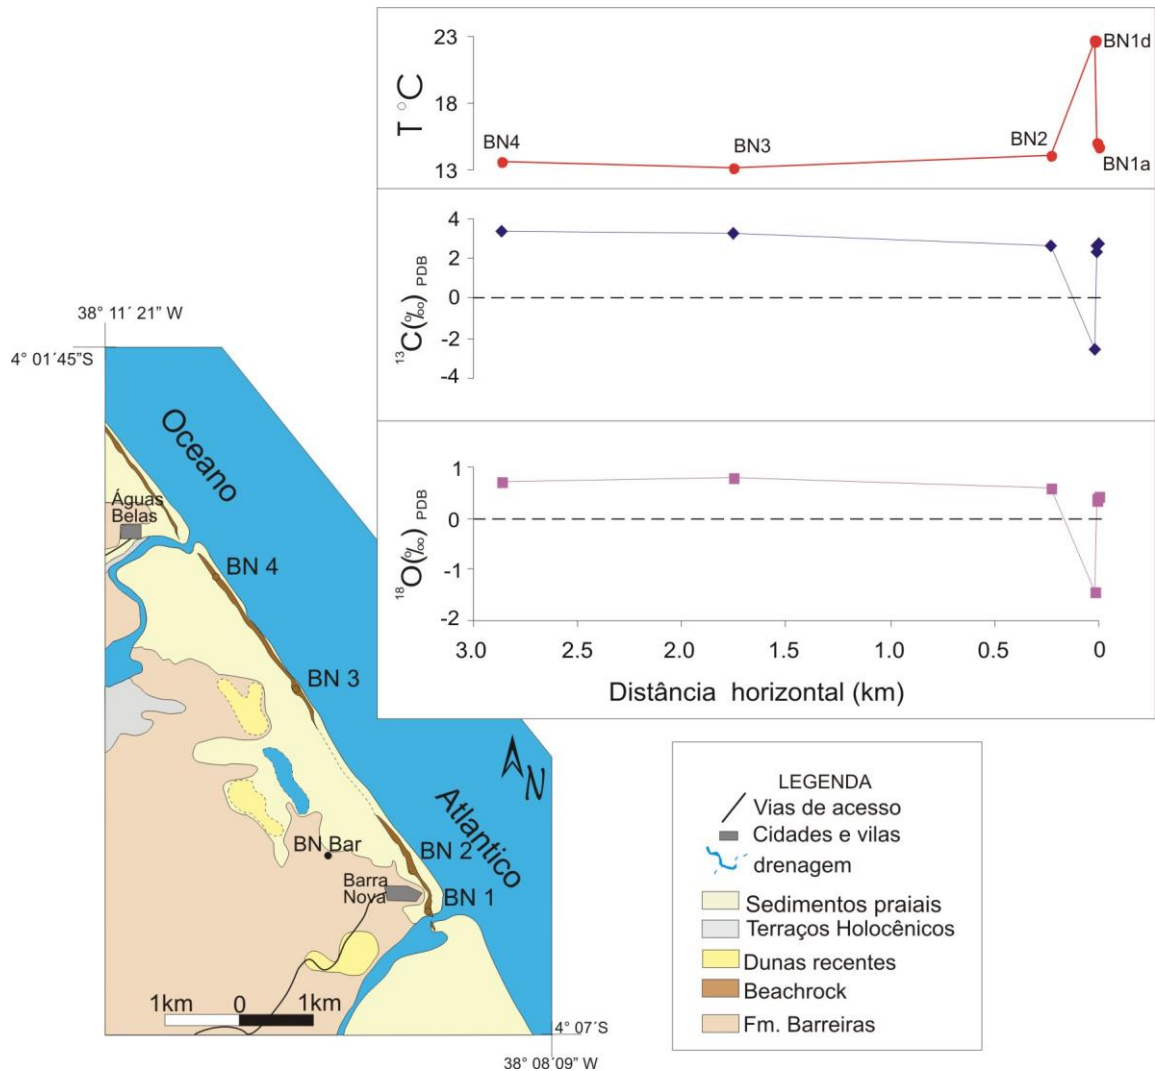 23
18
13
T °C
BN4
BN3
BN2
BN1d
BN1a
4
2
0
-2
-4
¹³C(‰) PDB
1
0
-1
-2
¹⁸O(‰) PDB
3.0 2.5 2.0 1.5 1.0 0.5 0
Distância horizontal (km)
38° 11´21” W
4° 01´45”S
Oceano
Águas
Belas
BN 4
BN 3
N
Atlantico
BN 2
BN Bar
Barra
Nova
BN 1
1km 0 1km
4° 07´S
38° 08´09” W
LEGENDA
Vias de acesso
Cidades e vilas
drenagem
Sedimentos praiais
Terraços Holocênicos
Dunas recentes
Beachrock
Fm. Barreiras